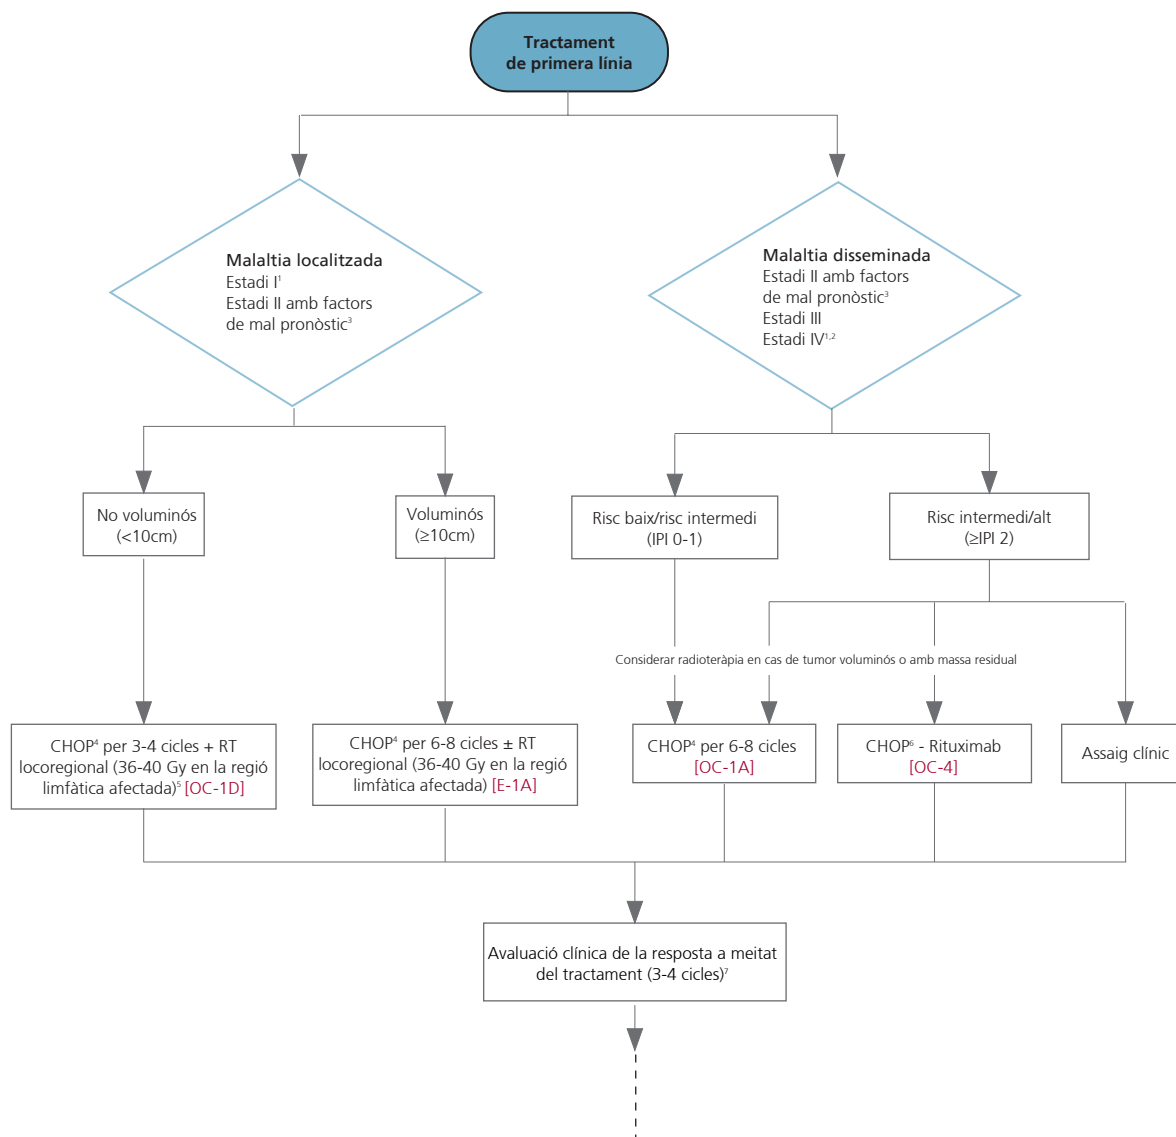 Tractament
de primera línia
Malaltia localitzada
Estadi I¹
Estadi II amb factors
de mal pronòstic³
Malaltia disseminada
Estadi II amb factors
de mal pronòstic³
Estadi III
Estadi IV¹,²
No voluminós
(<10cm)
Voluminós
(≥10cm)
Risc baix/risc intermedi
(IPI 0-1)
Risc intermedi/alt
(≥IPI 2)
Considerar radioteràpia en cas de tumor voluminós o amb massa residual
CHOP⁴ per 3-4 cicles + RT
locoregional (36-40 Gy en la regió
limfàtica afectada)⁵ [OC-1D]
CHOP⁴ per 6-8 cicles ± RT
locoregional (36-40 Gy en la regió
limfàtica afectada) [E-1A]
CHOP⁴ per 6-8 cicles
[OC-1A]
CHOP⁶ - Rituximab
[OC-4]
Assaig clínic
Avaluació clínica de la resposta a meitat
del tractament (3-4 cicles)⁷